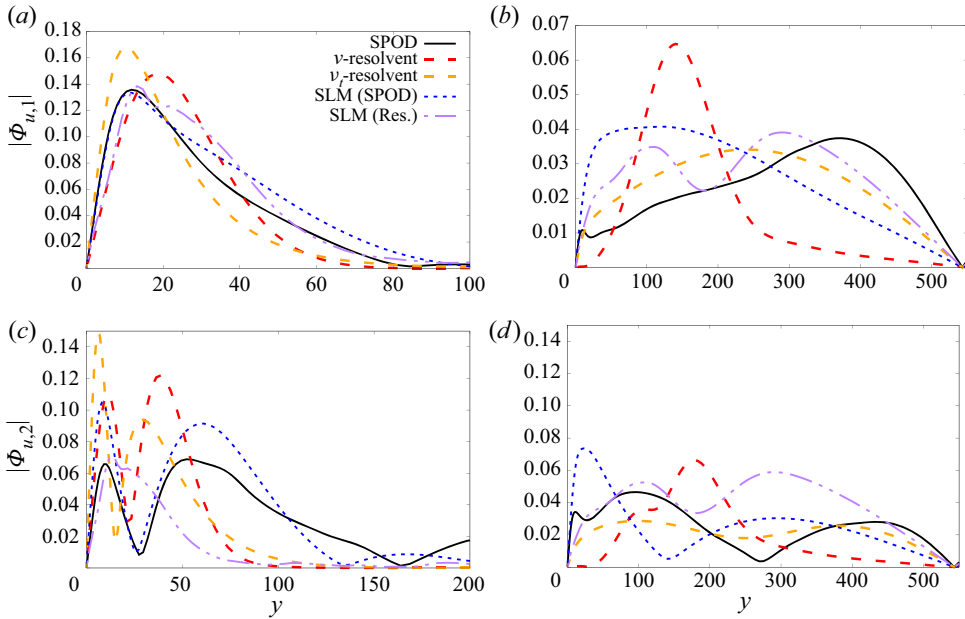 (a)
0.18
0.16
0.14
0.12
0.10
0.08
0.06
0.04
0.02
|Φu,1|
0 20 40 60 80 100
SPOD
ν-resolvent
νt-resolvent
SLM (SPOD)
SLM (Res.)
(b)
0.07
0.06
0.05
0.04
0.03
0.02
0.01
0 100 200 300 400 500
(c)
0.14
0.12
0.10
0.08
0.06
0.04
0.02
|Φu,2|
0 50 100 150 200
y
(d)
0.14
0.12
0.10
0.08
0.06
0.04
0.02
0 100 200 300 400 500
y